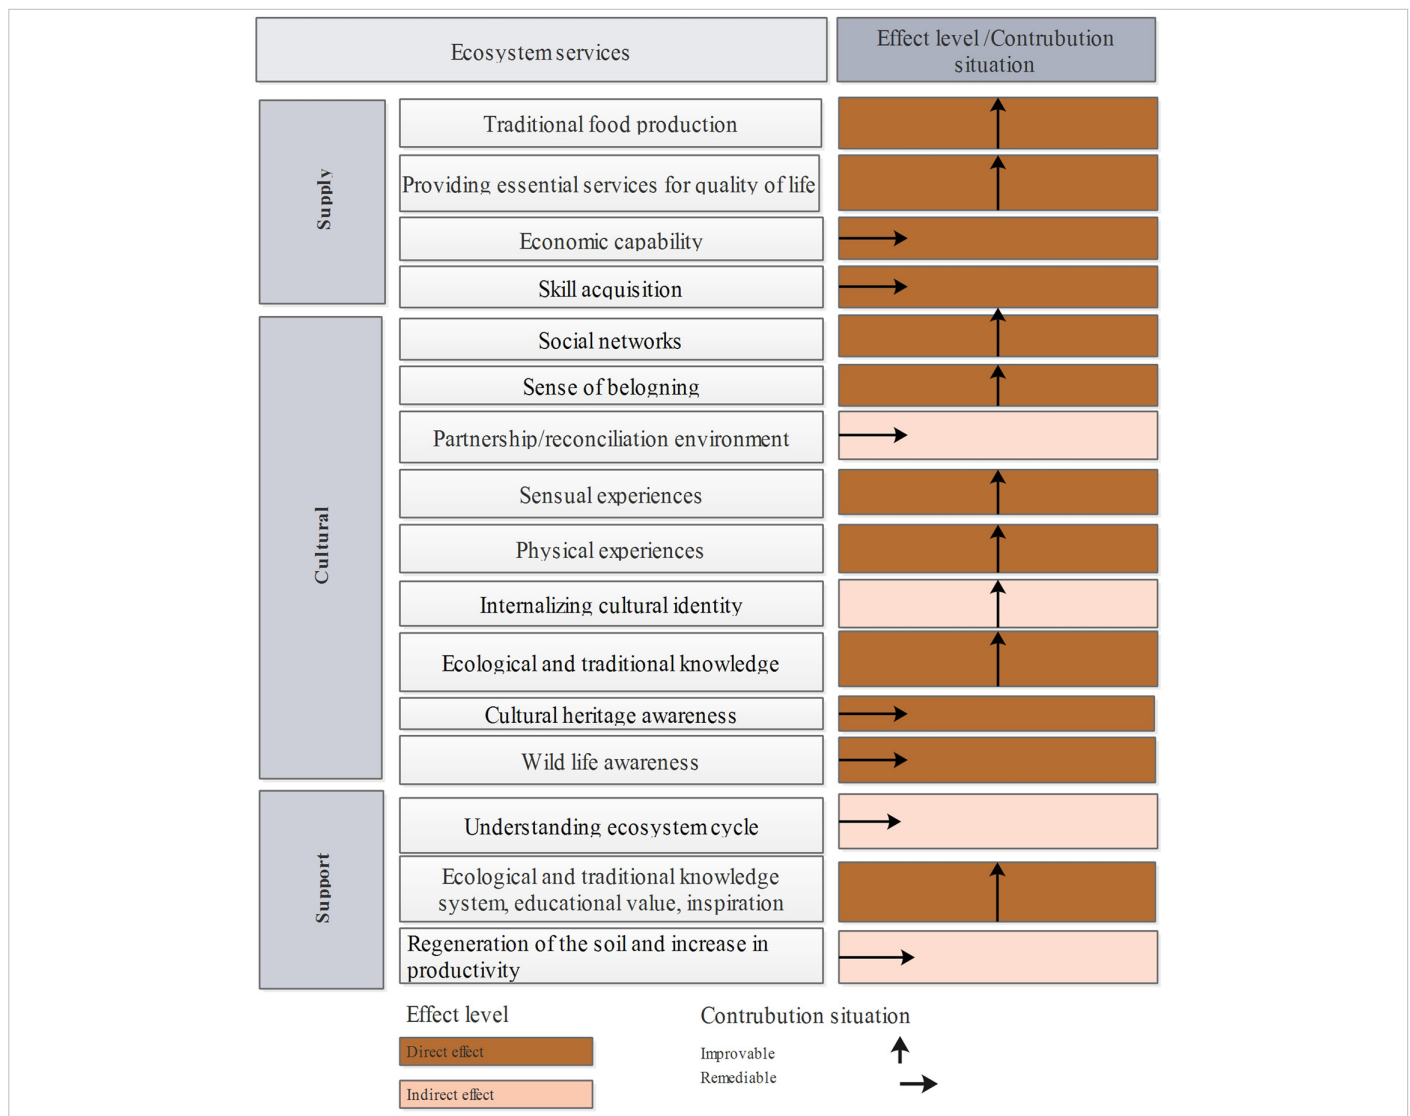 Ecosystem services
Effect level /Contrubution
situation
Supply
Traditional food production
Providing essential services for quality of life
Economic capability
Skill acquisition
Cultural
Social networks
Sense of belogning
Partnership/reconciliation environment
Sensual experiences
Physical experiences
Internalizing cultural identity
Ecological and traditional knowledge
Cultural heritage awareness
Wild life awareness
Support
Understanding ecosystem cycle
Ecological and traditional knowledge
system, educational value, inspiration
Regeneration of the soil and increase in
productivity
Effect level
Direct effect
Indirect effect
Contrubution situation
Improvable
Remediable